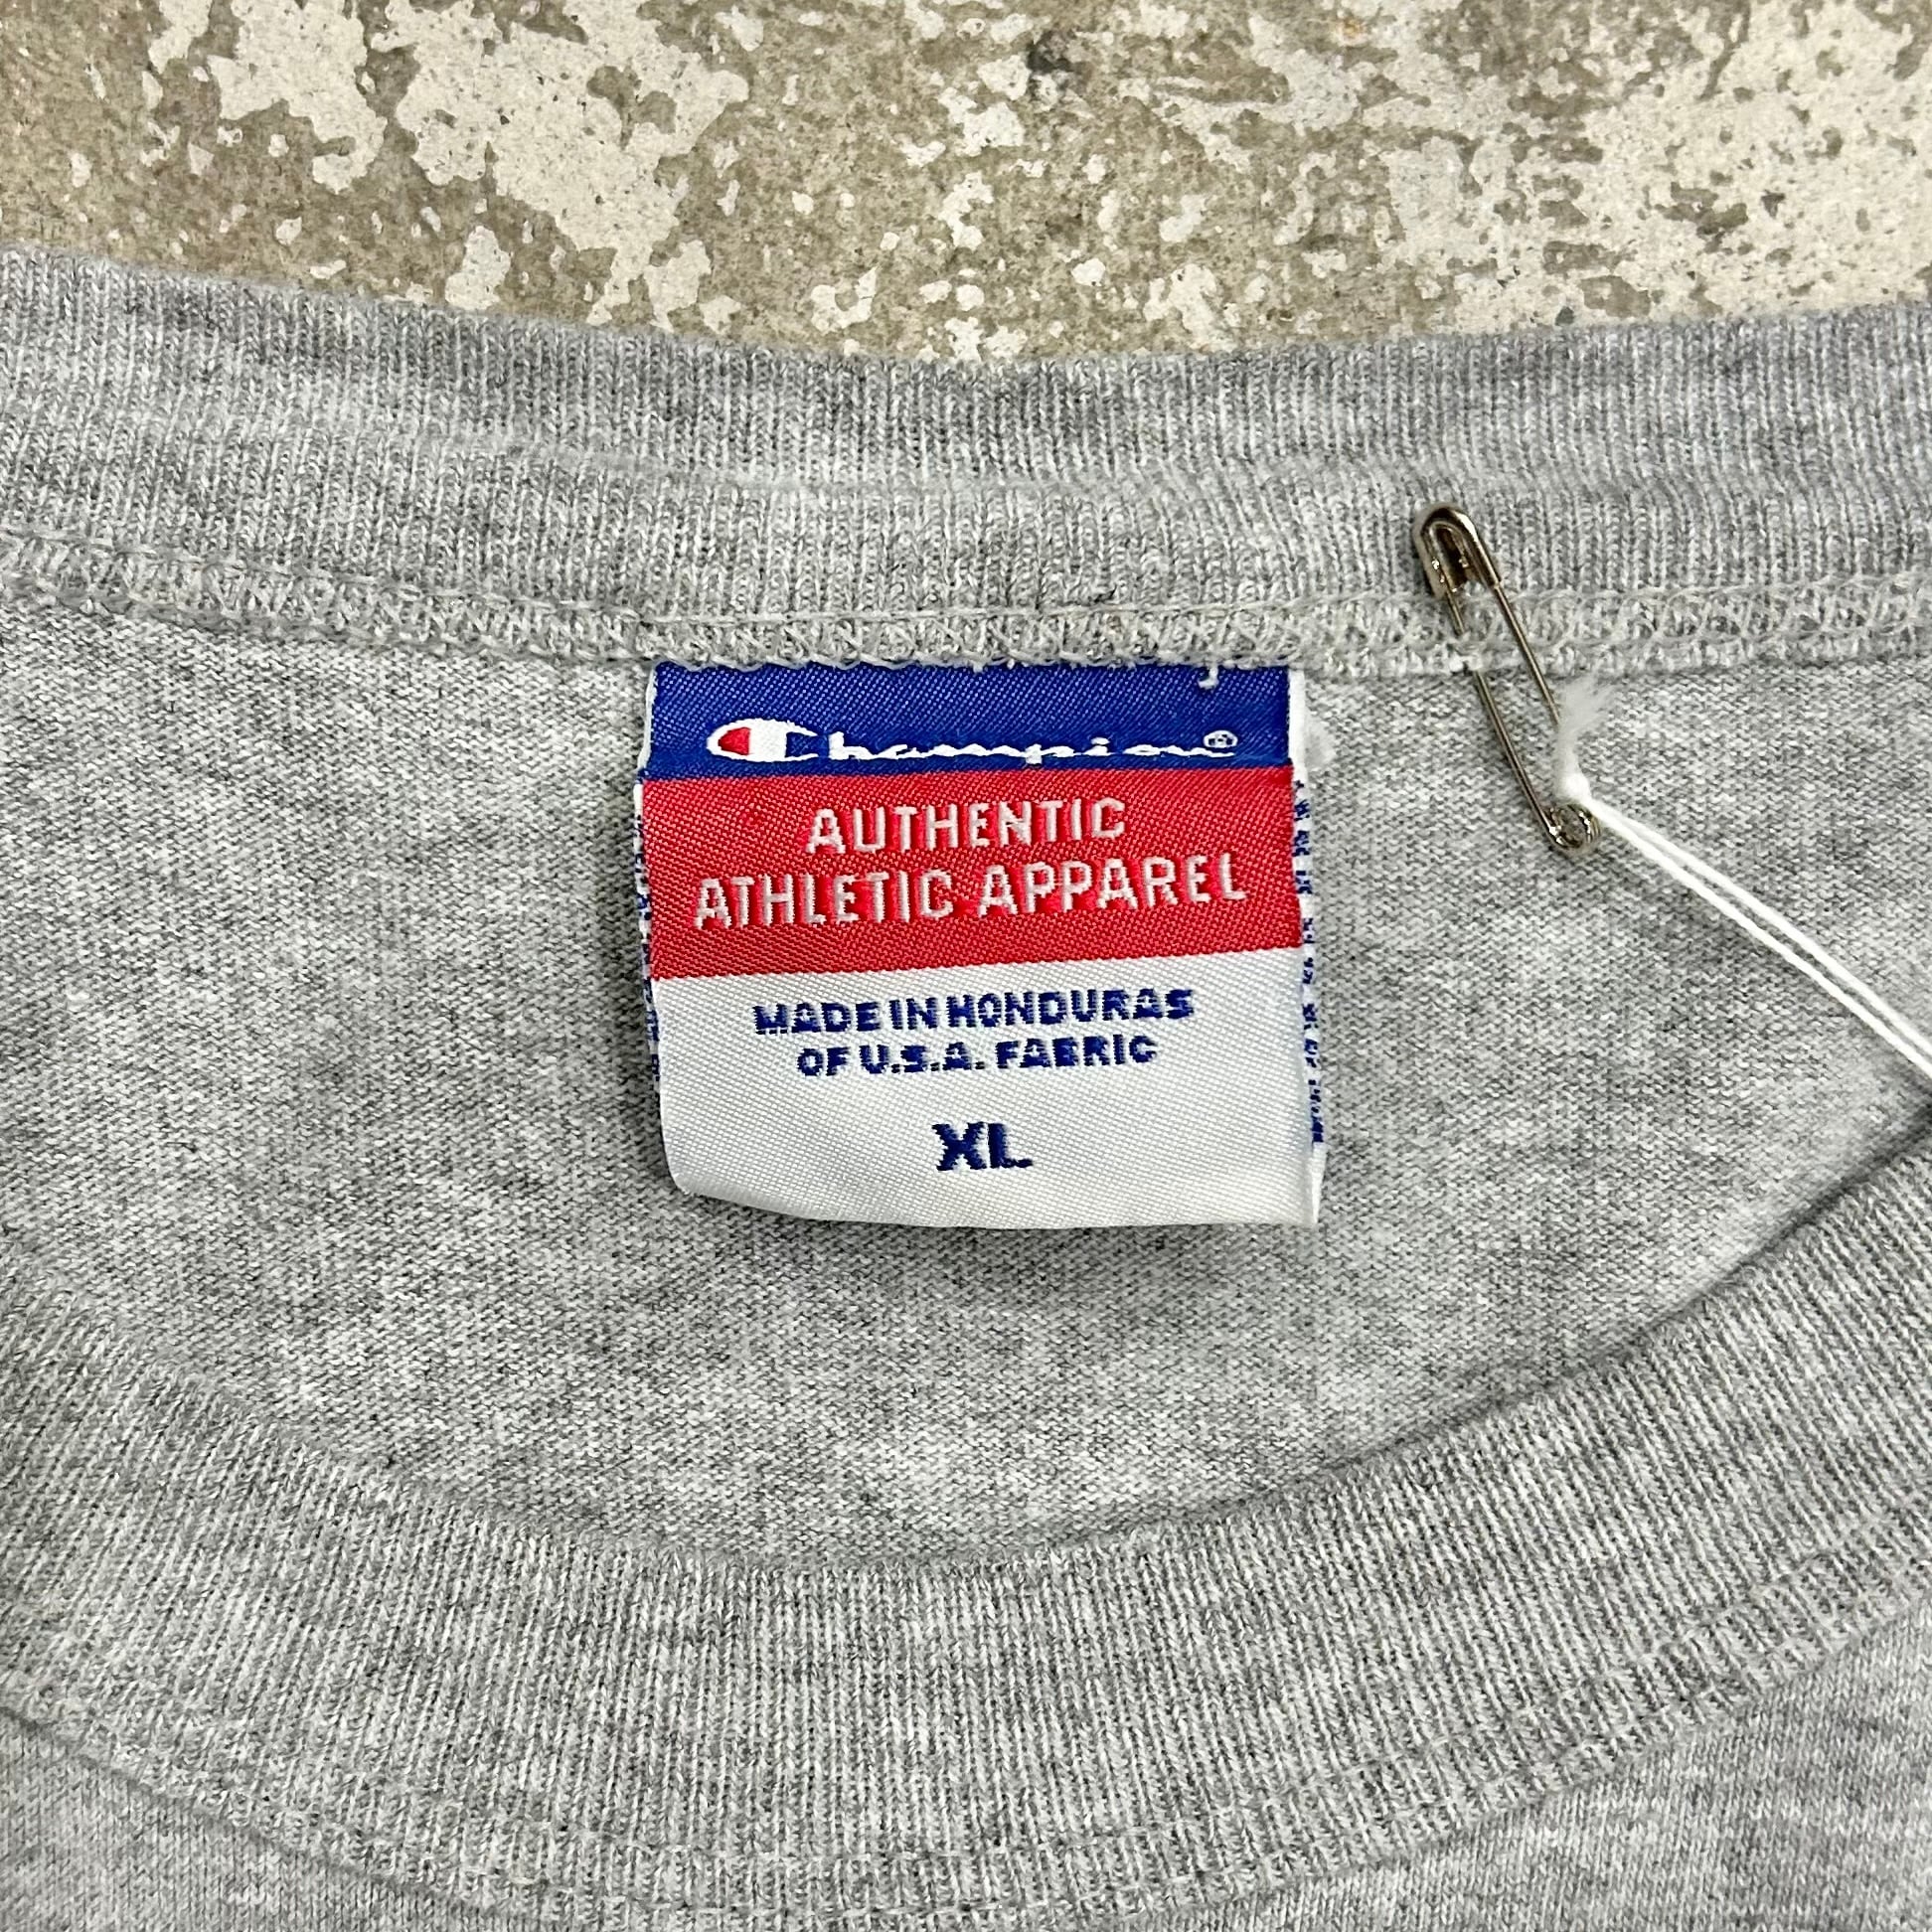 Champion®
AUTHENTIC
ATHLETIC APPAREL
MADE IN HONDURAS
OF U.S.A. FABRIC
XL